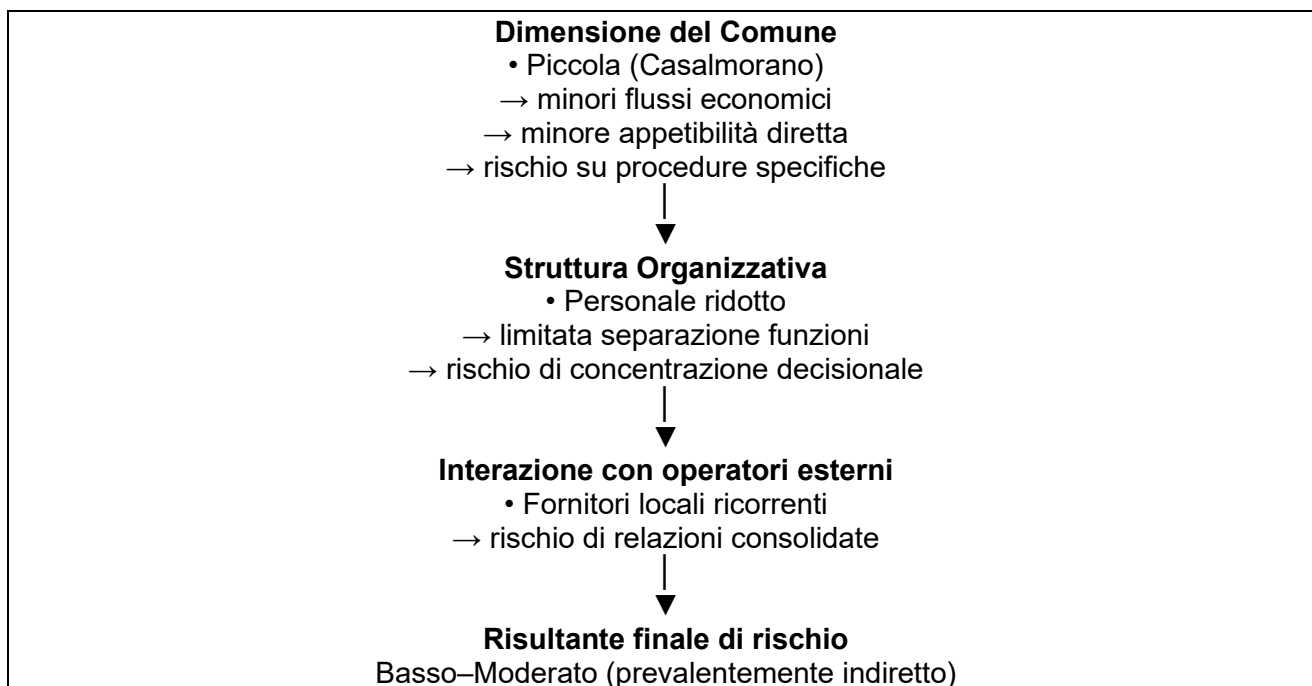 Dimensione del Comune
• Piccola (Casalmorano)
→ minori flussi economici
→ minore appetibilità diretta
→ rischio su procedure specifiche
Struttura Organizzativa
• Personale ridotto
→ limitata separazione funzioni
→ rischio di concentrazione decisionale
Interazione con operatori esterni
• Fornitori locali ricorrenti
→ rischio di relazioni consolidate
Risultante finale di rischio
Basso–Moderato (prevalentemente indiretto)